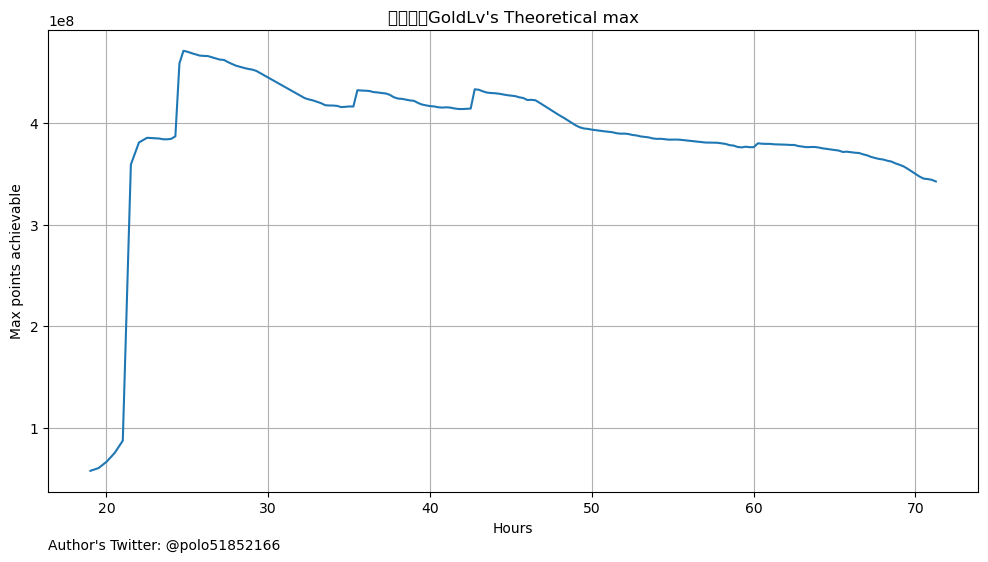 GoldLv's Theoretical max
1e8
Max points achievable
4
3
2
1
20 30 40 50 60 70
Hours
Author's Twitter: @polo51852166